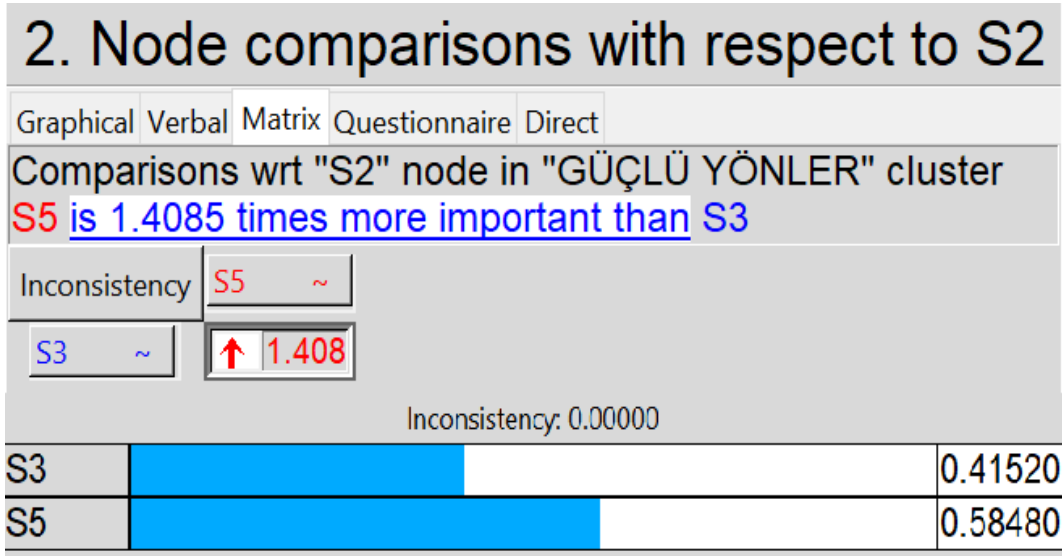 2. Node comparisons with respect to S2
Graphical Verbal Matrix Questionnaire Direct
Comparisons wrt "S2" node in "GÜÇLÜ YÖNLER" cluster
S5 is 1.4085 times more important than S3
Inconsistency S5 ~
S3 ~ 1.408
Inconsistency: 0.00000
S3 0.41520
S5 0.58480